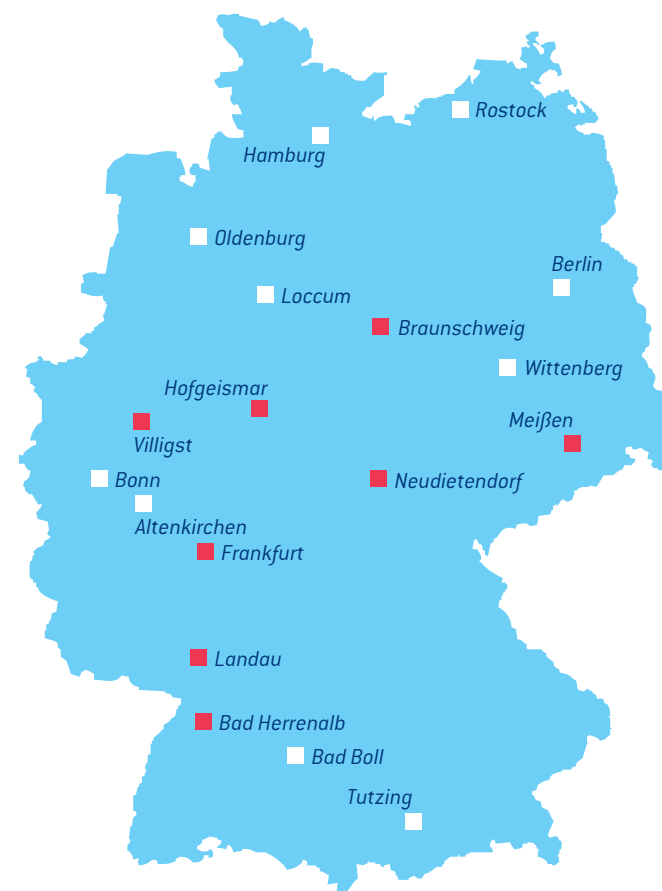 Rostock
Hamburg
Oldenburg
Berlin
Loccum
Braunschweig
Wittenberg
Hofgeismar
Meißen
Villigst
Bonn
Neudietendorf
Altenkirchen
Frankfurt
Landau
Bad Herrenalb
Bad Boll
Tutzing